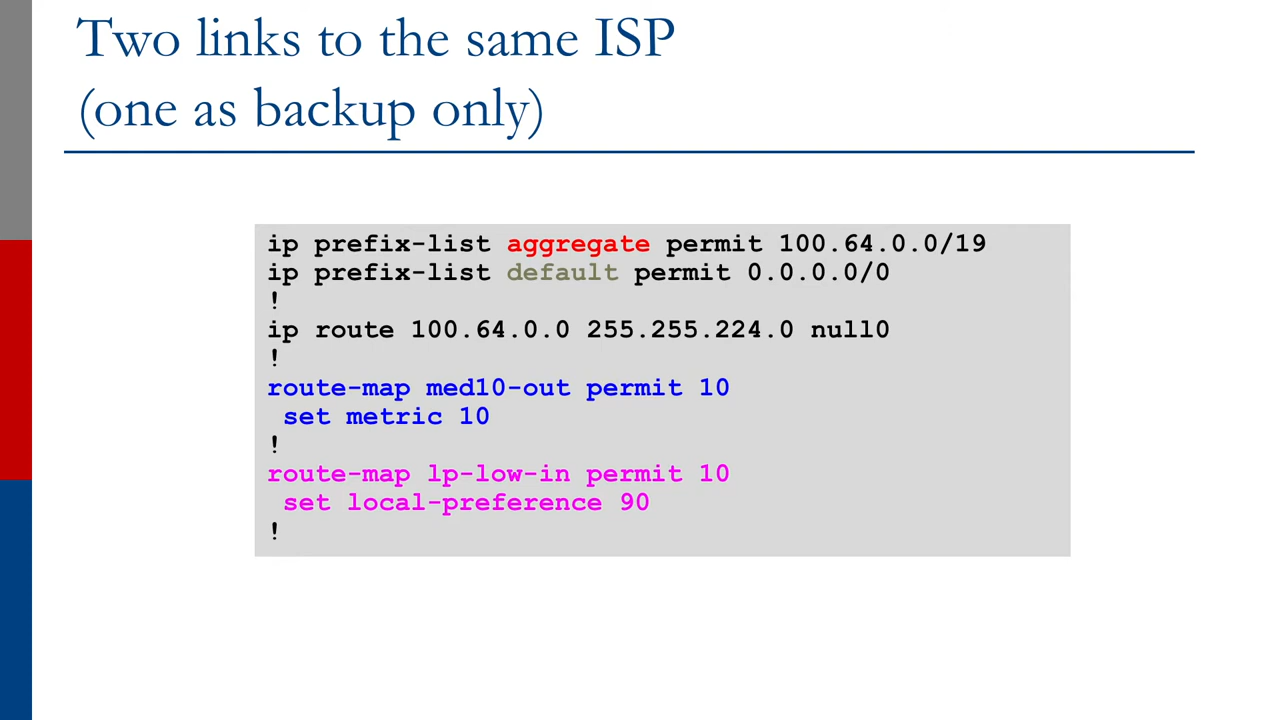 Two links to the same ISP
(one as backup only)
ip prefix-list aggregate permit 100.64.0.0/19
ip prefix-list default permit 0.0.0.0/0
!
ip route 100.64.0.0 255.255.224.0 null0
!
route-map med10-out permit 10
 set metric 10
!
route-map lp-low-in permit 10
 set local-preference 90
!